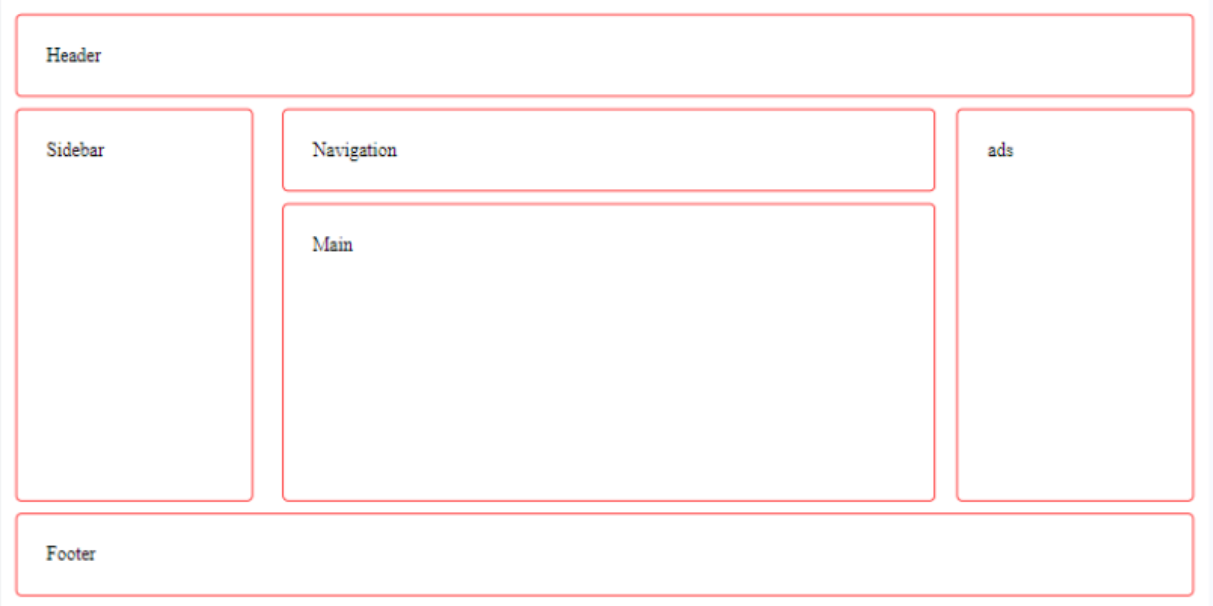 Header
Sidebar
Navigation
ads
Main
Footer